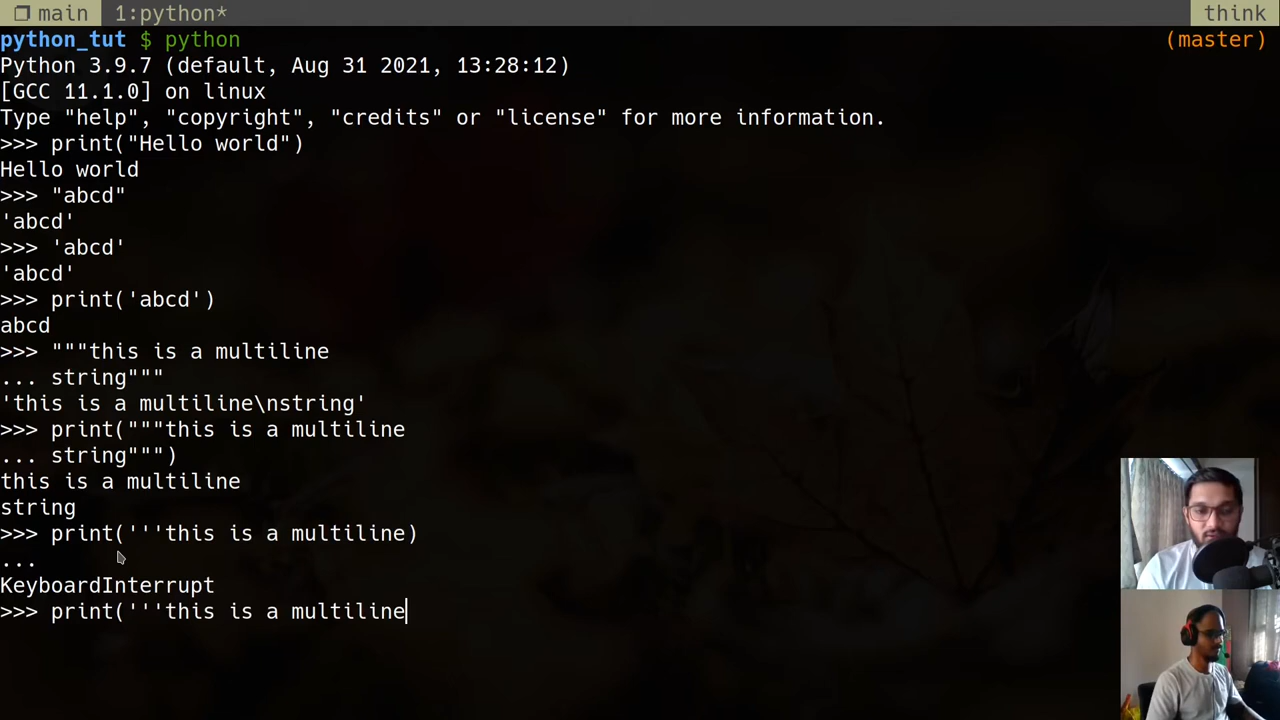 main 1:python* think
python_tut $ python (master)
Python 3.9.7 (default, Aug 31 2021, 13:28:12)
[GCC 11.1.0] on linux
Type "help", "copyright", "credits" or "license" for more information.
>>> print("Hello world")
Hello world
>>> "abcd"
'abcd'
>>> 'abcd'
'abcd'
>>> print('abcd')
abcd
>>> """this is a multiline
... string"""
'this is a multiline\nstring'
>>> print("""this is a multiline
... string""")
this is a multiline
string
>>> print('''this is a multiline)
...
KeyboardInterrupt
>>> print('''this is a multiline